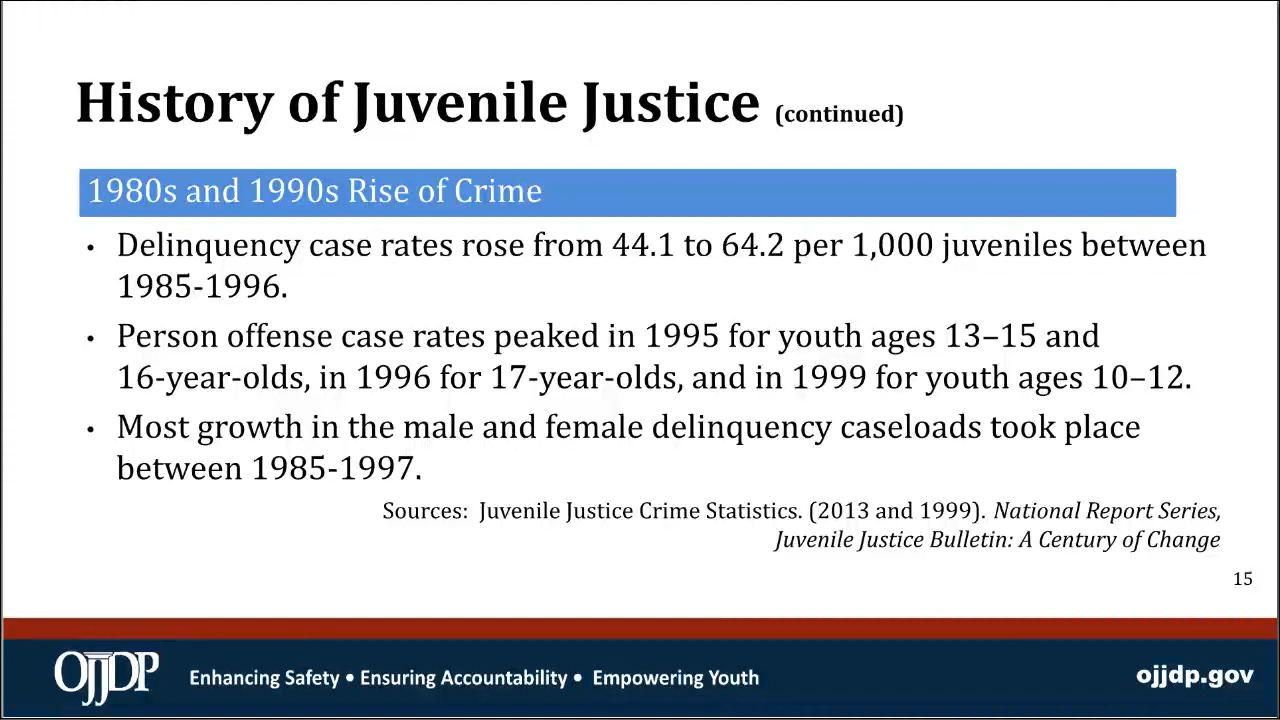 History of Juvenile Justice (continued)
1980s and 1990s Rise of Crime
• Delinquency case rates rose from 44.1 to 64.2 per 1,000 juveniles between
1985-1996.
• Person offense case rates peaked in 1995 for youth ages 13–15 and
16-year-olds, in 1996 for 17-year-olds, and in 1999 for youth ages 10–12.
• Most growth in the male and female delinquency caseloads took place
between 1985-1997.
Sources: Juvenile Justice Crime Statistics. (2013 and 1999). National Report Series,
Juvenile Justice Bulletin: A Century of Change
15
OJJDP Enhancing Safety • Ensuring Accountability • Empowering Youth ojjdp.gov